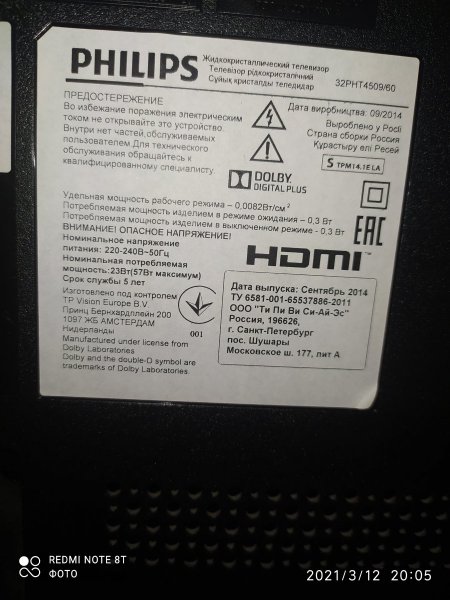 PHILIPS
Жидкокристаллический телевизор
Телевізор рідкокристалічний
Сұйық кристалды теледидар
32PHT4509/60
ПРЕДОСТЕРЕЖЕНИЕ
Во избежание поражения электрическим
током не открывайте это устройство.
Внутри нет частей, обслуживаемых
пользователем. Для технического
обслуживания обращайтесь к
квалифицированному специалисту
Дата виробництва: 09/2014
Вироблено у Росії
Страна сборки Россия
Құрастыру елі Ресей
S TPM14.1E LA
DOLBY
DIGITAL PLUS
Удельная мощность рабочего режима – 0,0082Вт/см²
Потребляемая мощность изделием в режиме ожидания – 0,3 Вт
Потребляемая мощность изделием в выключенном режиме - 0,3 Вт
ВНИМАНИЕ! ОПАСНОЕ НАПРЯЖЕНИЕ!
Номинальное напряжение
питания: 220-240В~50Гц
Номинальная потребляемая
мощность:23Вт(57Вт максимум)
Срок службы 5 лет
EAC
HDMI™
Изготовлено под контролем
TP Vision Europe B.V.
Принц Бернхардплейн 200
1097 ЖБ АМСТЕРДАМ
Нидерланды
Manufactured under license from
Dolby Laboratories
Dolby and the double-D symbol are
trademarks of Dolby Laboratories.
001
Дата выпуска: Сентябрь 2014
ТУ 6581-001-65537886-2011
ООО "Ти Пи Ви Си-Ай-Эс"
Россия, 196626,
г. Санкт-Петербург
пос. Шушары
Московское ш. 177, лит А
REDMI NOTE 8T
ФОТО
2021/3/12 20:05